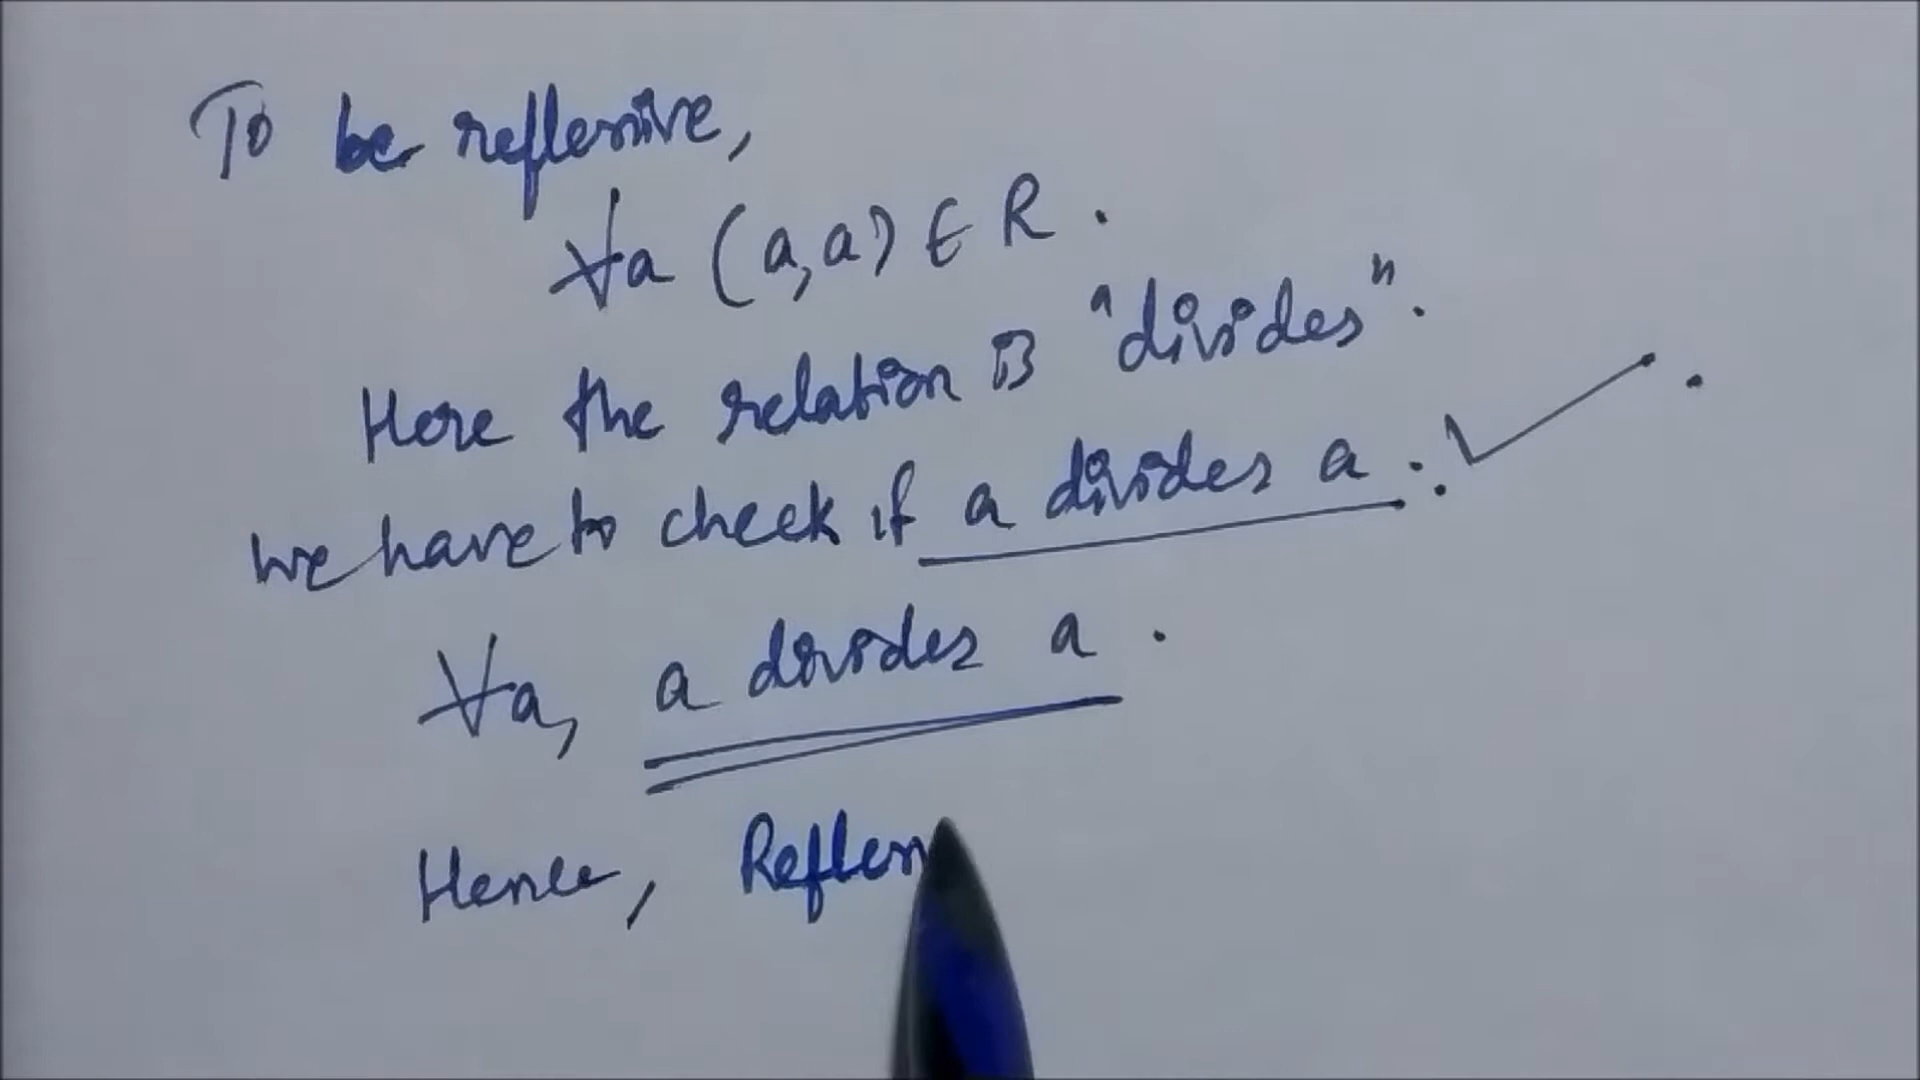 To be reflexive,
∀a (a,a) ∈ R.
Here the relation is "divides".
we have to check if a divides a.
∀a, a divides a.
Hence, Reflex